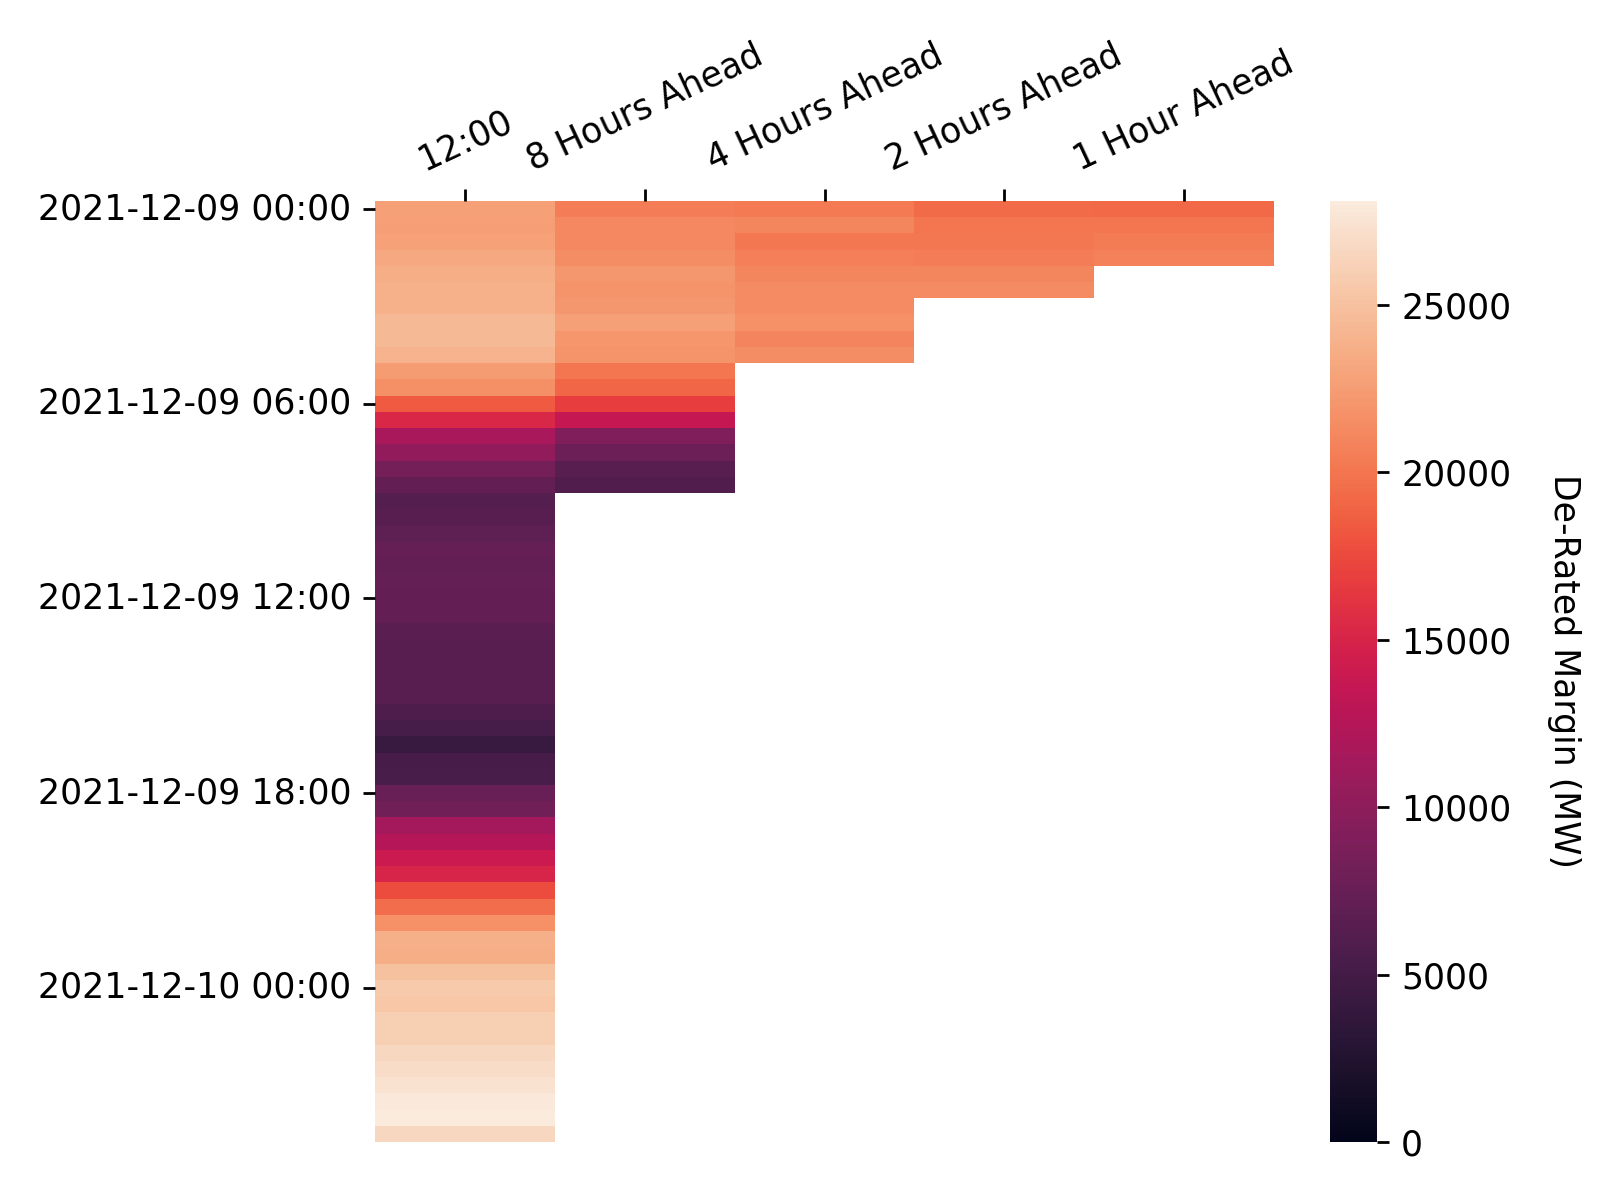 12:00
8 Hours Ahead
4 Hours Ahead
2 Hours Ahead
1 Hour Ahead
2021-12-09 00:00
2021-12-09 06:00
2021-12-09 12:00
2021-12-09 18:00
2021-12-10 00:00
25000
20000
15000
10000
5000
0
De-Rated Margin (MW)